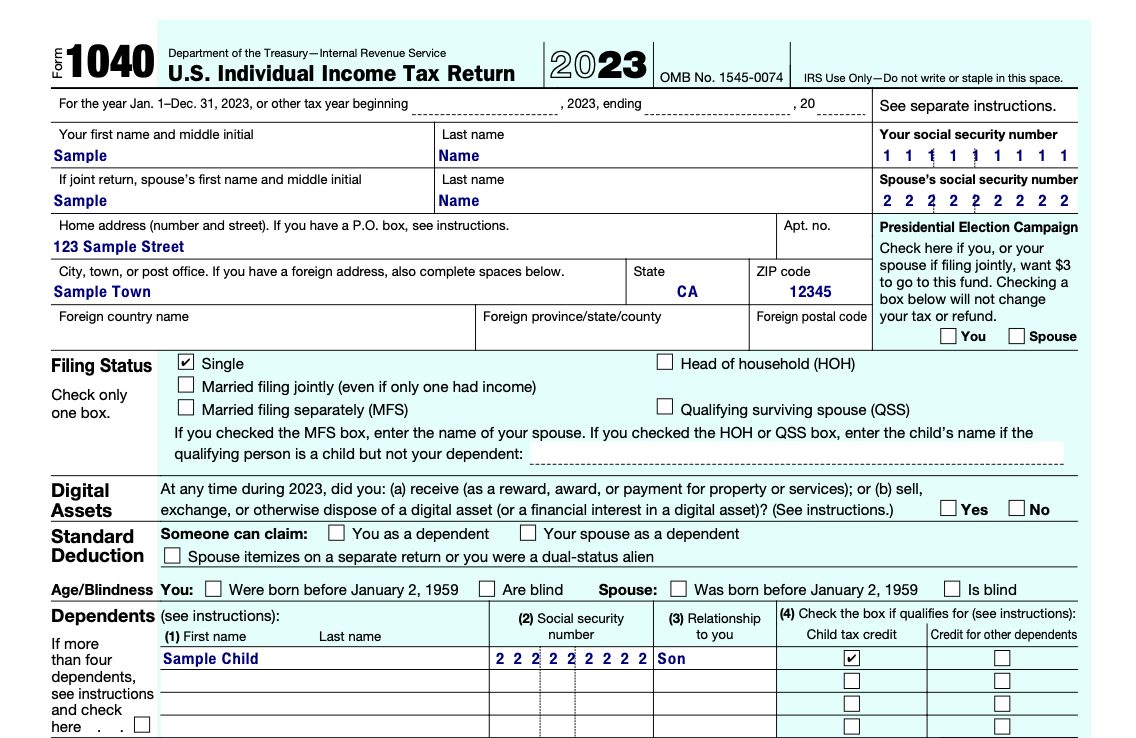 Form 1040 Department of the Treasury—Internal Revenue Service
U.S. Individual Income Tax Return 2023 OMB No. 1545-0074 IRS Use Only—Do not write or staple in this space.
For the year Jan. 1–Dec. 31, 2023, or other tax year beginning , 2023, ending , 20 See separate instructions.
Your first name and middle initial Last name Your social security number
Sample Name 1 1 1 1 1 1 1 1 1
If joint return, spouse's first name and middle initial Last name Spouse's social security number
Sample Name 2 2 2 2 2 2 2 2 2
Home address (number and street). If you have a P.O. box, see instructions. Apt. no.
123 Sample Street
City, town, or post office. If you have a foreign address, also complete spaces below. State ZIP code
Sample Town CA 12345
Foreign country name Foreign province/state/county Foreign postal code
Presidential Election Campaign
Check here if you, or your
spouse if filing jointly, want $3
to go to this fund. Checking a
box below will not change
your tax or refund.
You Spouse
Filing Status
Check only
one box.
✔ Single Head of household (HOH)
Married filing jointly (even if only one had income)
Married filing separately (MFS) Qualifying surviving spouse (QSS)
If you checked the MFS box, enter the name of your spouse. If you checked the HOH or QSS box, enter the child's name if the
qualifying person is a child but not your dependent:
Digital
Assets
At any time during 2023, did you: (a) receive (as a reward, award, or payment for property or services); or (b) sell,
exchange, or otherwise dispose of a digital asset (or a financial interest in a digital asset)? (See instructions.) Yes No
Standard
Deduction
Someone can claim: You as a dependent Your spouse as a dependent
Spouse itemizes on a separate return or you were a dual-status alien
Age/Blindness You: Were born before January 2, 1959 Are blind Spouse: Was born before January 2, 1959 Is blind
Dependents (see instructions):
If more
than four
dependents,
see instructions
and check
here . .
(1) First name Last name
(2) Social security
number
(3) Relationship
to you
(4) Check the box if qualifies for (see instructions):
Child tax credit Credit for other dependents
Sample Child 2 2 2 2 2 2 2 2 2 Son ✔